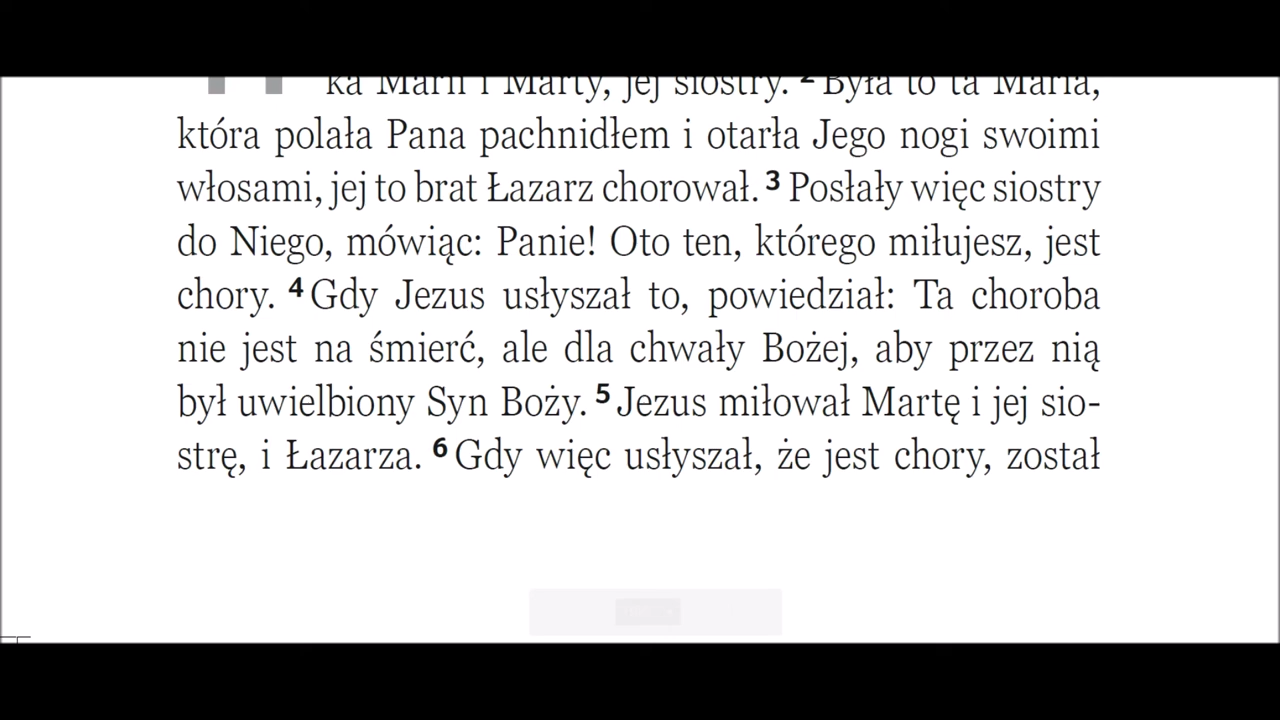 ka Marii i Marty, jej siostry. 2 Była to ta Maria,
która polała Pana pachnidłem i otarła Jego nogi swoimi
włosami, jej to brat Łazarz chorował. 3 Posłały więc siostry
do Niego, mówiąc: Panie! Oto ten, którego miłujesz, jest
chory. 4 Gdy Jezus usłyszał to, powiedział: Ta choroba
nie jest na śmierć, ale dla chwały Bożej, aby przez nią
był uwielbiony Syn Boży. 5 Jezus miłował Martę i jej sio-
strę, i Łazarza. 6 Gdy więc usłyszał, że jest chory, został